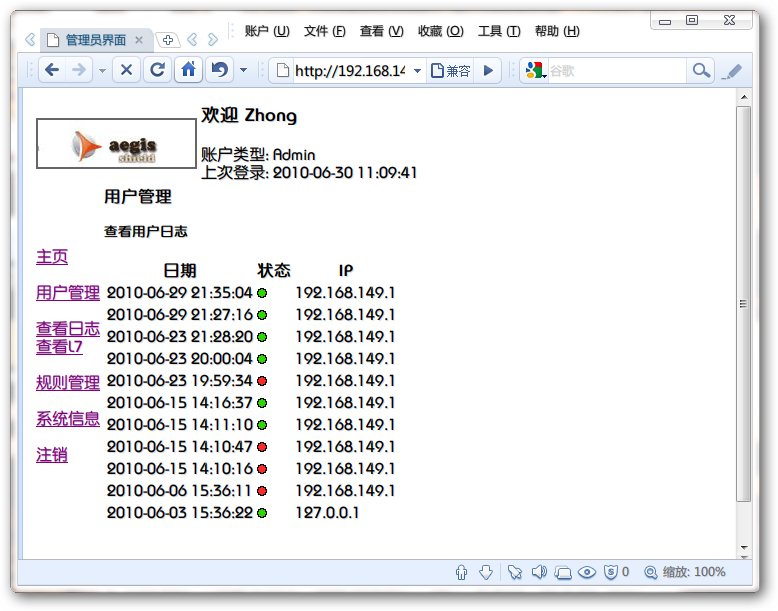 账户 (U) 文件 (F) 查看 (V) 收藏 (O) 工具 (T) 帮助 (H)
管理员界面
http://192.168.14 兼容 谷歌
aegis
shield
欢迎 Zhong
账户类型: Admin
上次登录: 2010-06-30 11:09:41
用户管理
查看用户日志
主页
用户管理
查看日志
查看L7
规则管理
系统信息
注销
日期 状态 IP
2010-06-29 21:35:04 192.168.149.1
2010-06-29 21:27:16 192.168.149.1
2010-06-23 21:28:20 192.168.149.1
2010-06-23 20:00:04 192.168.149.1
2010-06-23 19:59:34 192.168.149.1
2010-06-15 14:16:37 192.168.149.1
2010-06-15 14:11:10 192.168.149.1
2010-06-15 14:10:47 192.168.149.1
2010-06-15 14:10:16 192.168.149.1
2010-06-06 15:36:11 192.168.149.1
2010-06-03 15:36:22 127.0.0.1
0 缩放: 100%